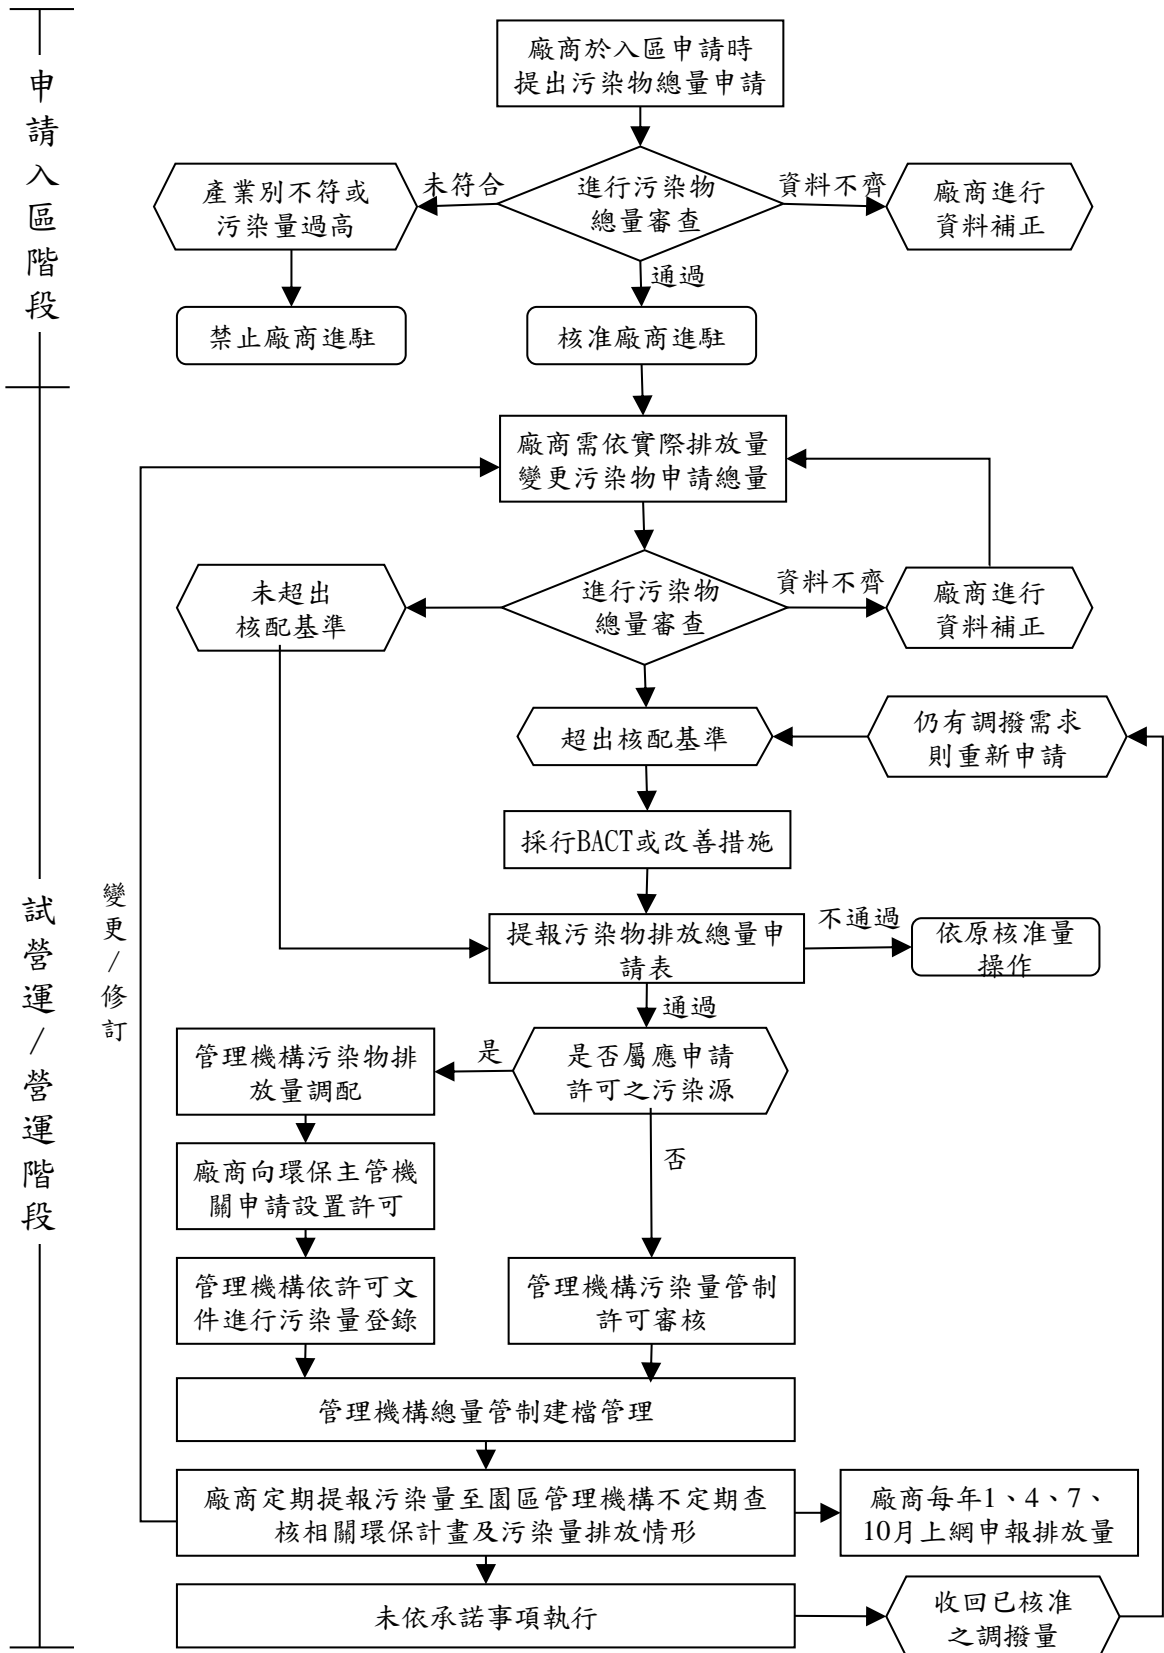 申請入區階段
廠商於入區申請時
提出污染物總量申請
產業別不符或
污染量過高
未符合
進行污染物
總量審查
資料不齊
廠商進行
資料補正
通過
禁止廠商進駐
核准廠商進駐
試營運/營運階段
廠商需依實際排放量
變更污染物申請總量
未超出
核配基準
進行污染物
總量審查
資料不齊
廠商進行
資料補正
超出核配基準
仍有調撥需求
則重新申請
採行BACT或改善措施
變更/修訂
提報污染物排放總量申
請表
不通過
依原核准量
操作
通過
管理機構污染物排
放量調配
是
是否屬應申請
許可之污染源
否
廠商向環保主管機
關申請設置許可
管理機構依許可文
件進行污染量登錄
管理機構污染量管制
許可審核
管理機構總量管制建檔管理
廠商定期提報污染量至園區管理機構不定期查
核相關環保計畫及污染量排放情形
廠商每年1、4、7、
10月上網申報排放量
未依承諾事項執行
收回已核准
之調撥量